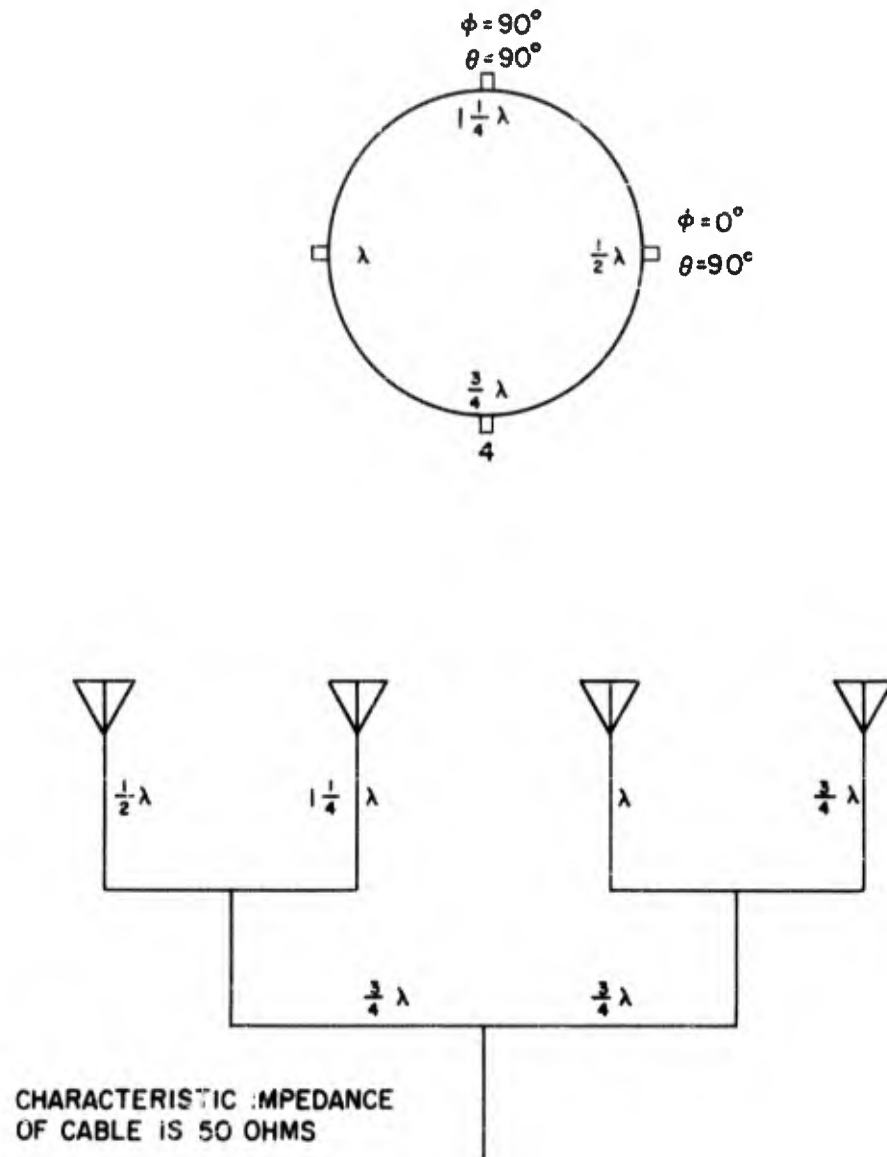 ϕ = 90°
θ = 90°
1 1/4 λ
λ
1/2 λ
ϕ = 0°
θ = 90°
3/4 λ
4
1/2 λ
1 1/4 λ
λ
3/4 λ
3/4 λ
3/4 λ
CHARACTERISTIC IMPEDANCE
OF CABLE IS 50 OHMS